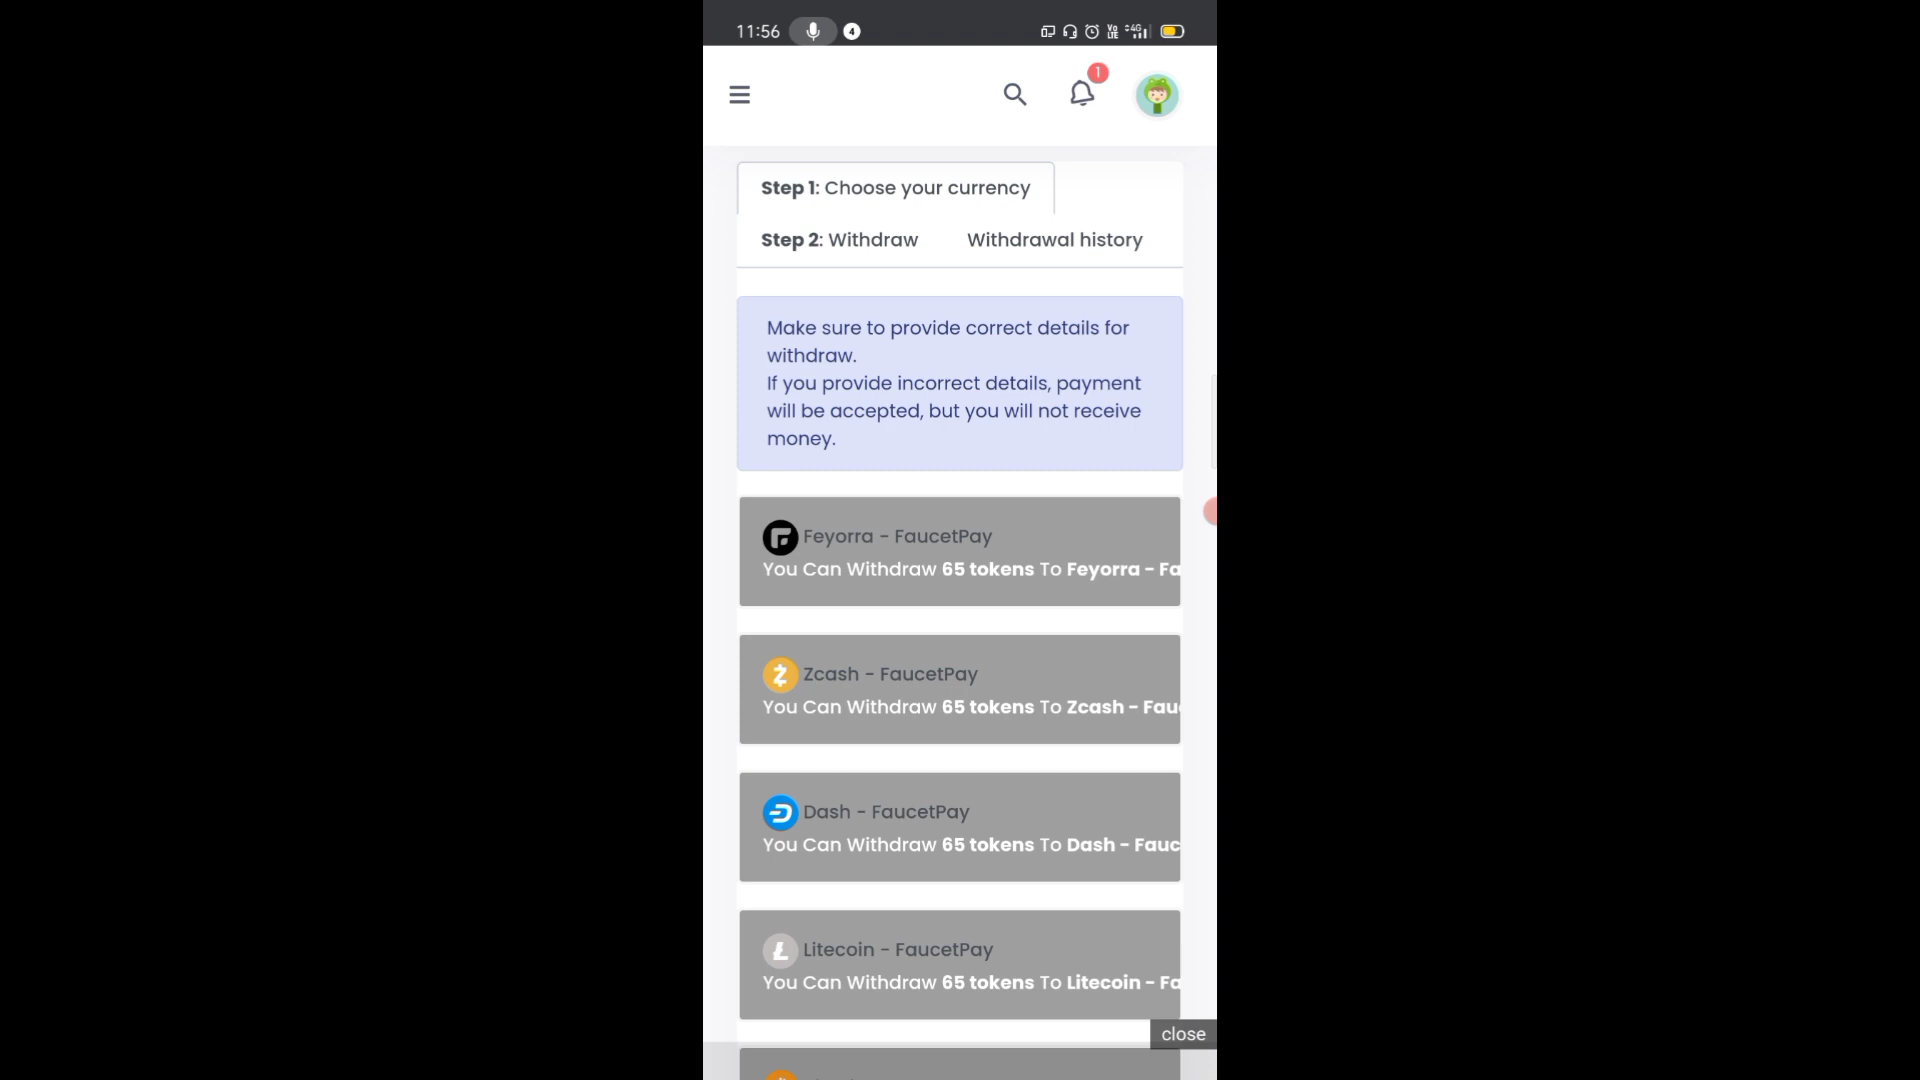 11:56
4
4G
1
Step 1: Choose your currency
Step 2: Withdraw
Withdrawal history
Make sure to provide correct details for
withdraw.
If you provide incorrect details, payment
will be accepted, but you will not receive
money.
Feyorra - FaucetPay
You Can Withdraw 65 tokens To Feyorra - Fa
Zcash - FaucetPay
You Can Withdraw 65 tokens To Zcash - Fau
Dash - FaucetPay
You Can Withdraw 65 tokens To Dash - Fauc
Litecoin - FaucetPay
You Can Withdraw 65 tokens To Litecoin - Fa
close